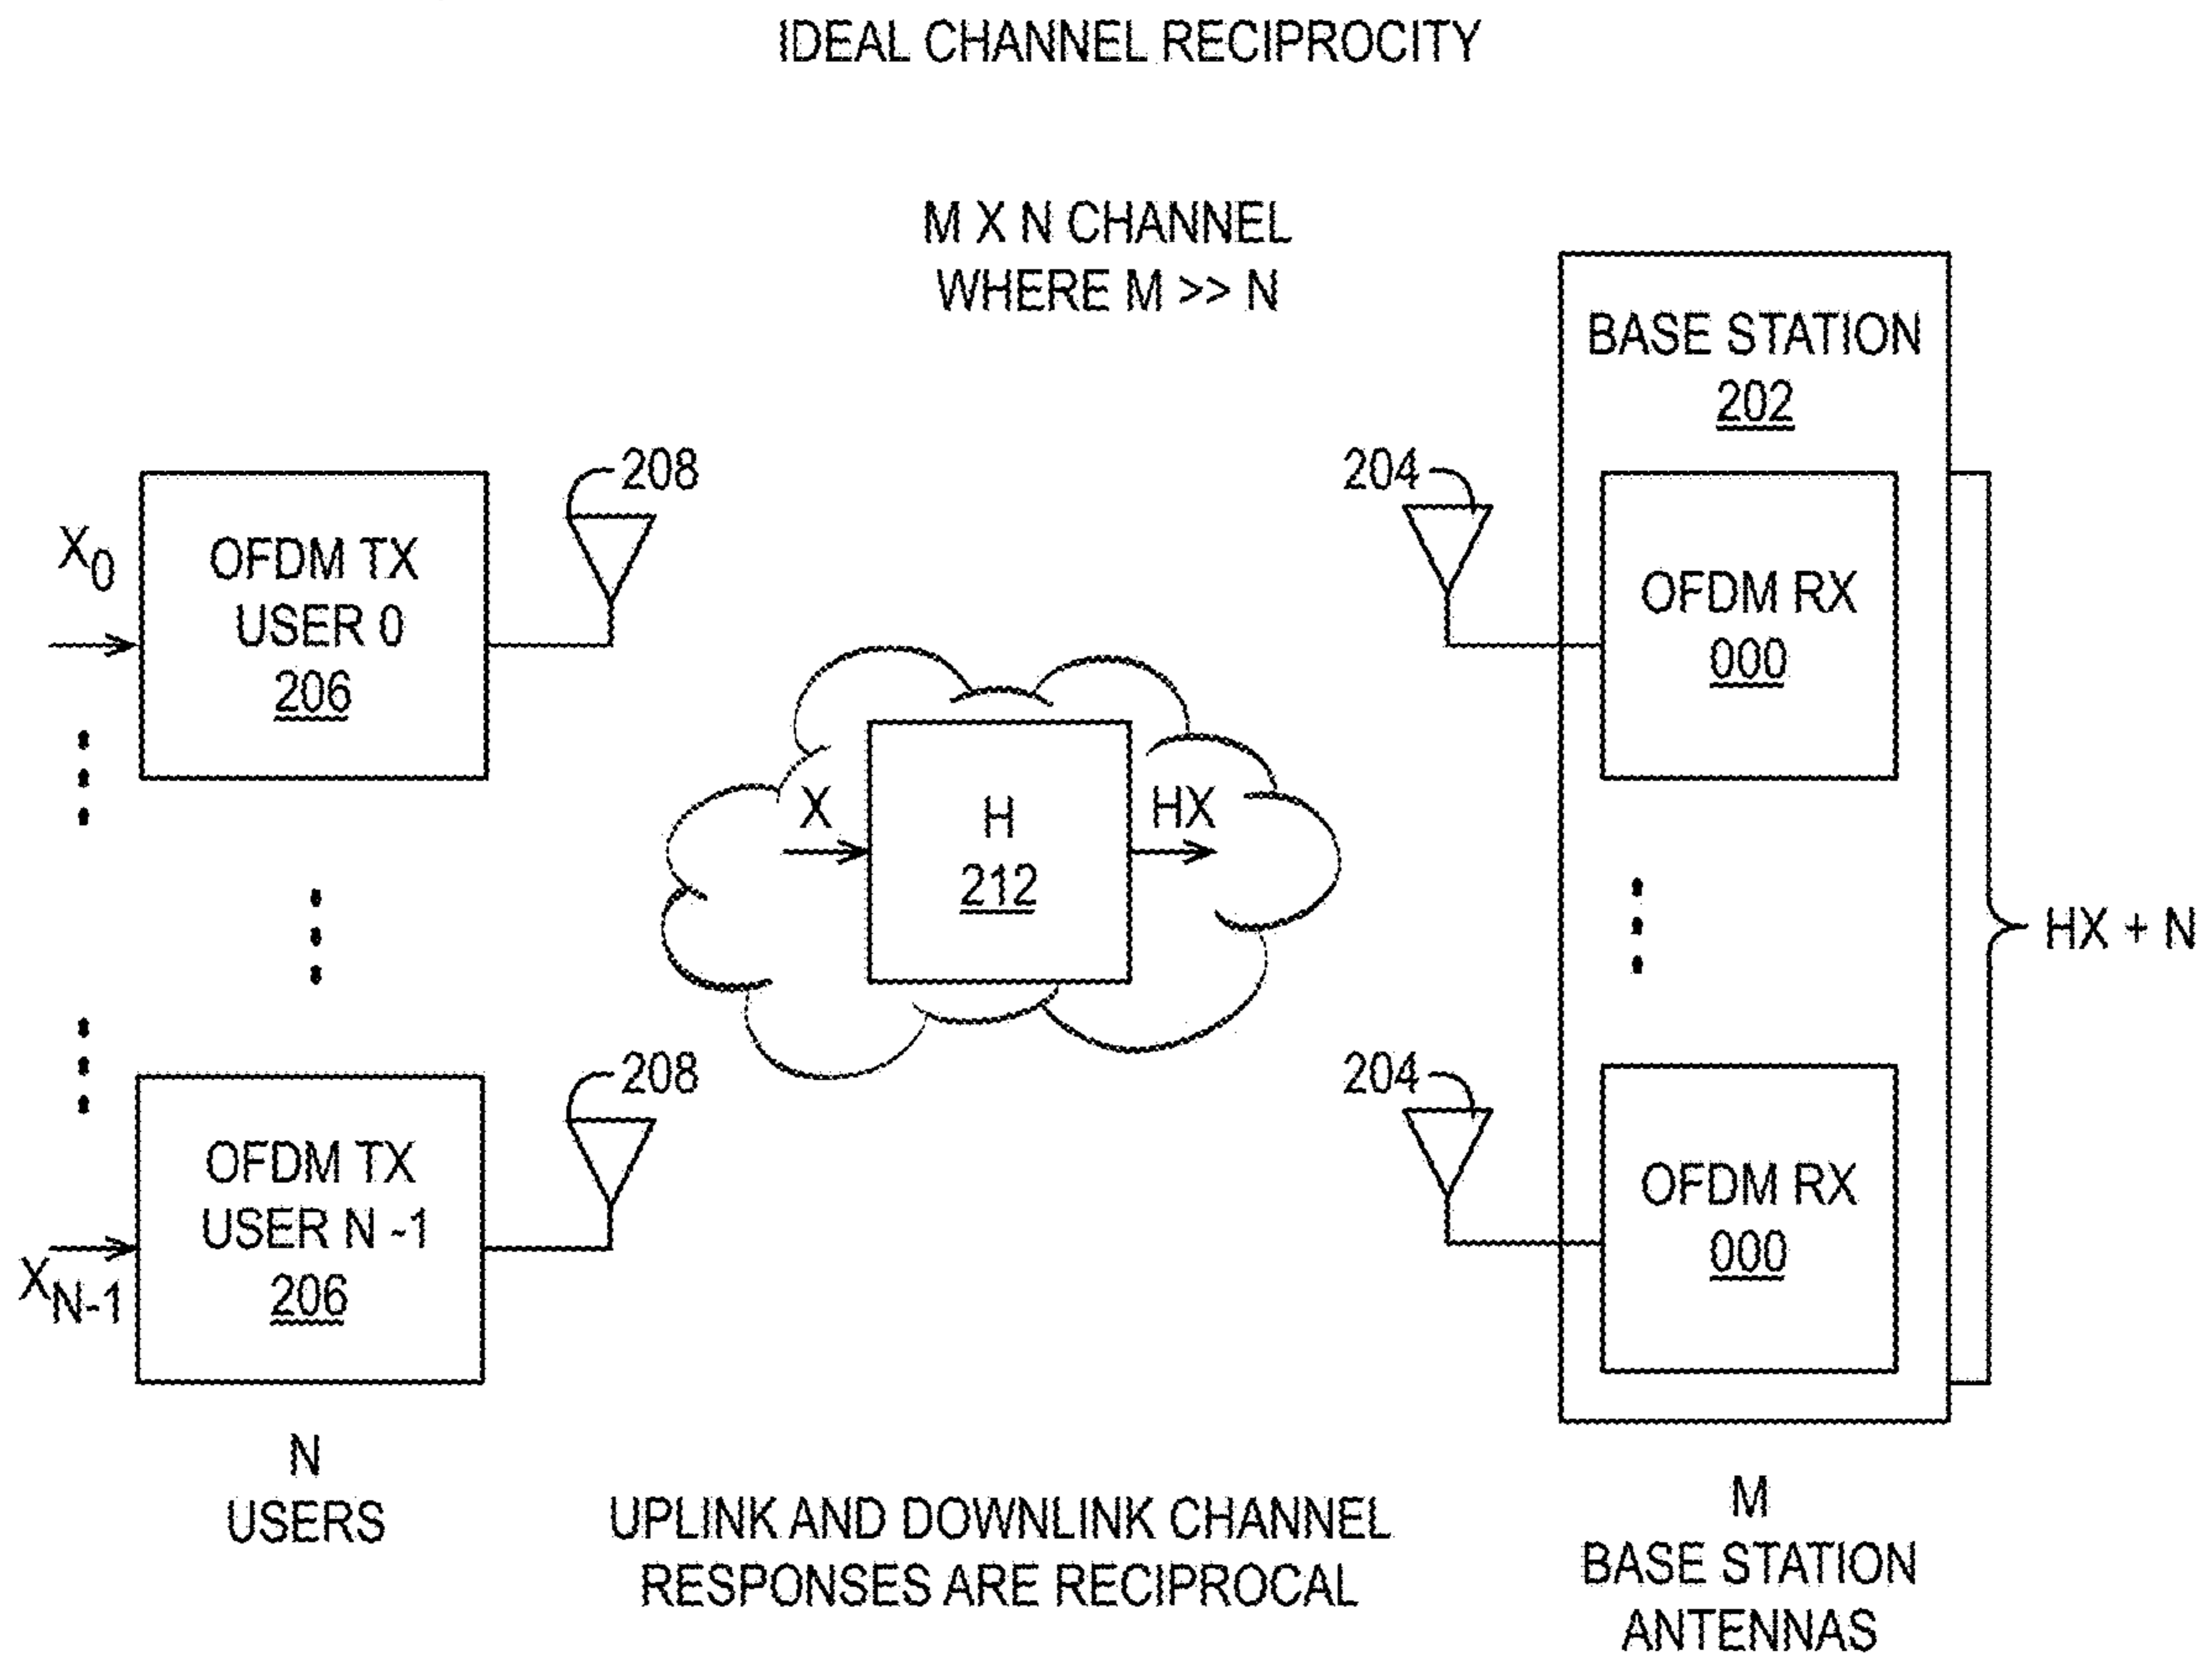 IDEAL CHANNEL RECIPROCITY
M X N CHANNEL
WHERE M >> N
BASE STATION
202
208
204
X0
OFDM TX
USER 0
206
OFDM RX
000
X
H
212
HX
HX + N
208
204
OFDM TX
USER N -1
206
XN-1
OFDM RX
000
N
USERS
UPLINK AND DOWNLINK CHANNEL
RESPONSES ARE RECIPROCAL
M
BASE STATION
ANTENNAS